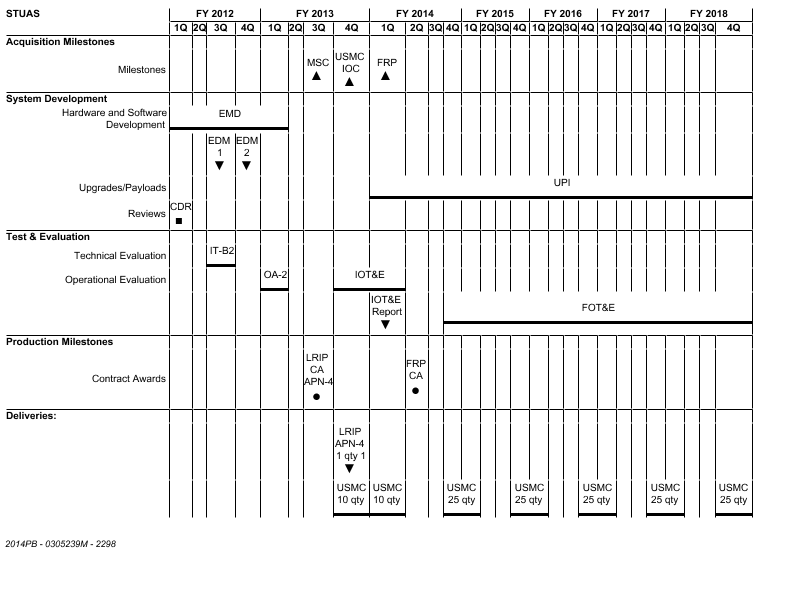 STUAS FY 2012 FY 2013 FY 2014 FY 2015 FY 2016 FY 2017 FY 2018
1Q 2Q 3Q 4Q 1Q 2Q 3Q 4Q 1Q 2Q 3Q 4Q 1Q 2Q 3Q 4Q 1Q 2Q 3Q 4Q 1Q 2Q 3Q 4Q 1Q 2Q 3Q 4Q
Acquisition Milestones
Milestones
MSC
USMC
IOC
FRP
System Development
Hardware and Software
Development
EMD
EDM
1
EDM
2
Upgrades/Payloads
UPI
Reviews
CDR
Test & Evaluation
Technical Evaluation
IT-B2
Operational Evaluation
OA-2
IOT&E
IOT&E
Report
FOT&E
Production Milestones
Contract Awards
LRIP
CA
APN-4
FRP
CA
Deliveries:
LRIP
APN-4
1 qty 1
USMC
10 qty
USMC
10 qty
USMC
25 qty
USMC
25 qty
USMC
25 qty
USMC
25 qty
USMC
25 qty
2014PB - 0305239M - 2298